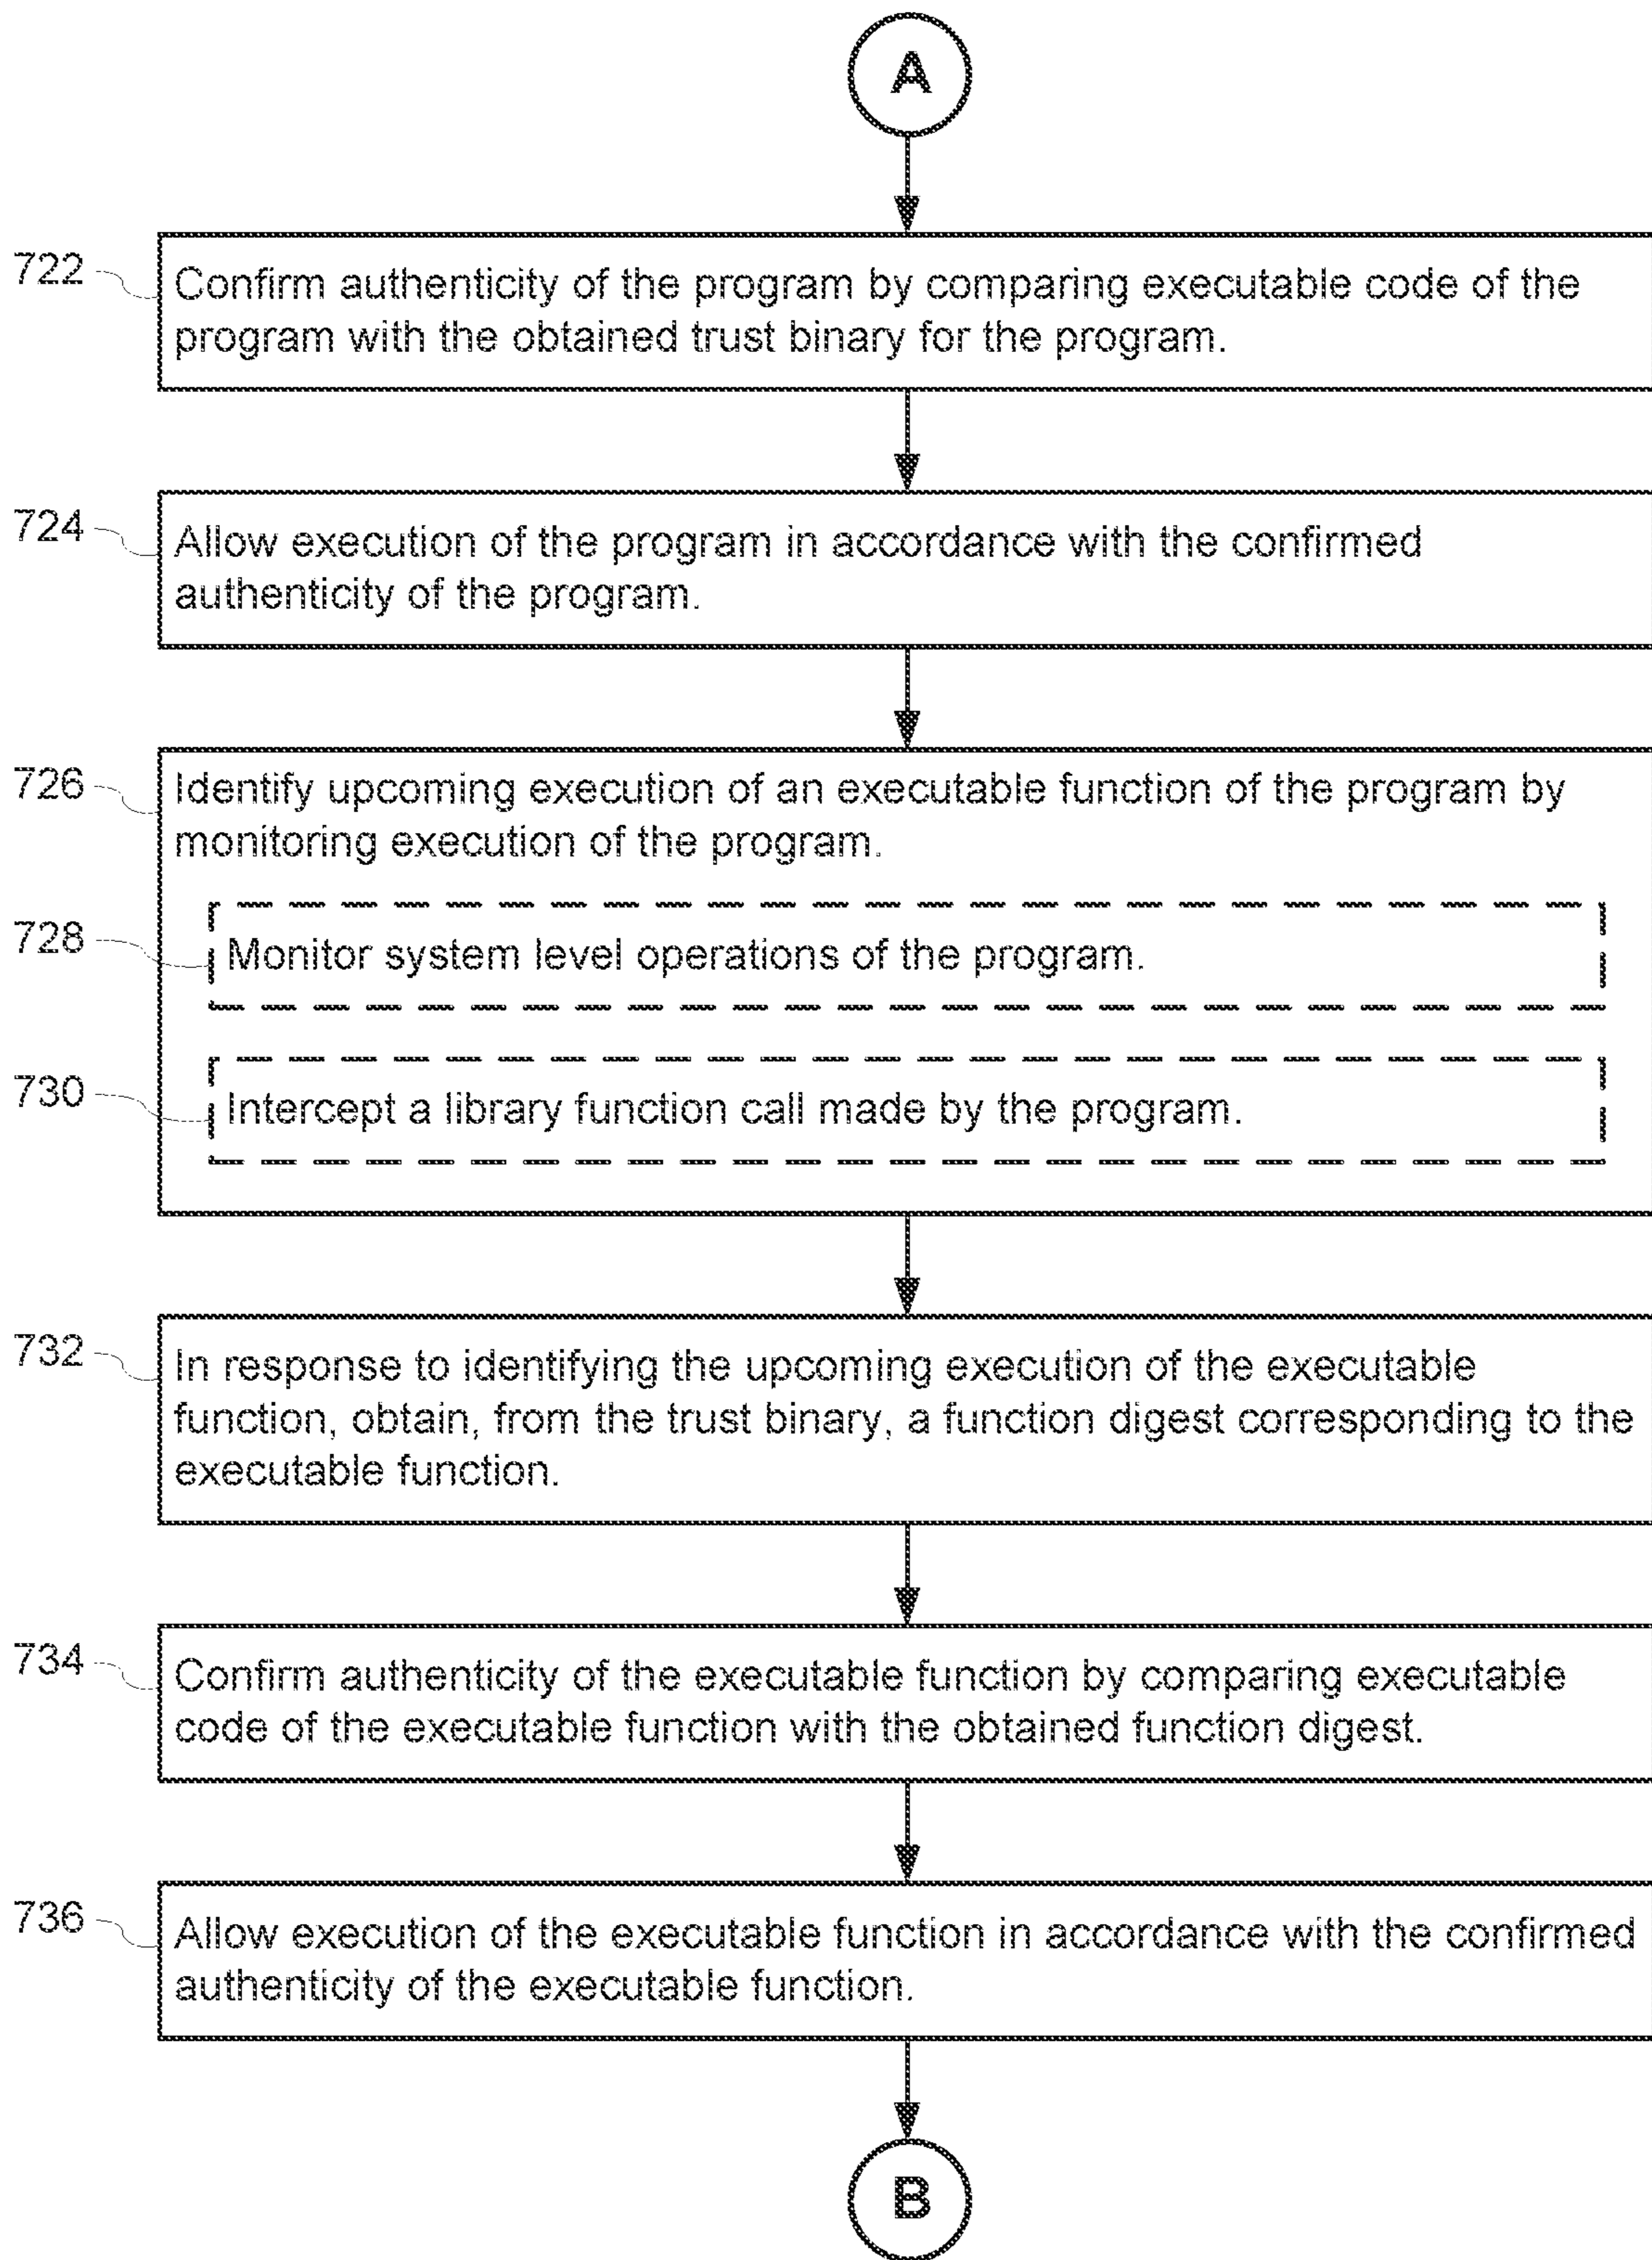 A
722
Confirm authenticity of the program by comparing executable code of the
program with the obtained trust binary for the program.
724
Allow execution of the program in accordance with the confirmed
authenticity of the program.
726
Identify upcoming execution of an executable function of the program by
monitoring execution of the program.
728
Monitor system level operations of the program.
730
Intercept a library function call made by the program.
732
In response to identifying the upcoming execution of the executable
function, obtain, from the trust binary, a function digest corresponding to the
executable function.
734
Confirm authenticity of the executable function by comparing executable
code of the executable function with the obtained function digest.
736
Allow execution of the executable function in accordance with the confirmed
authenticity of the executable function.
B